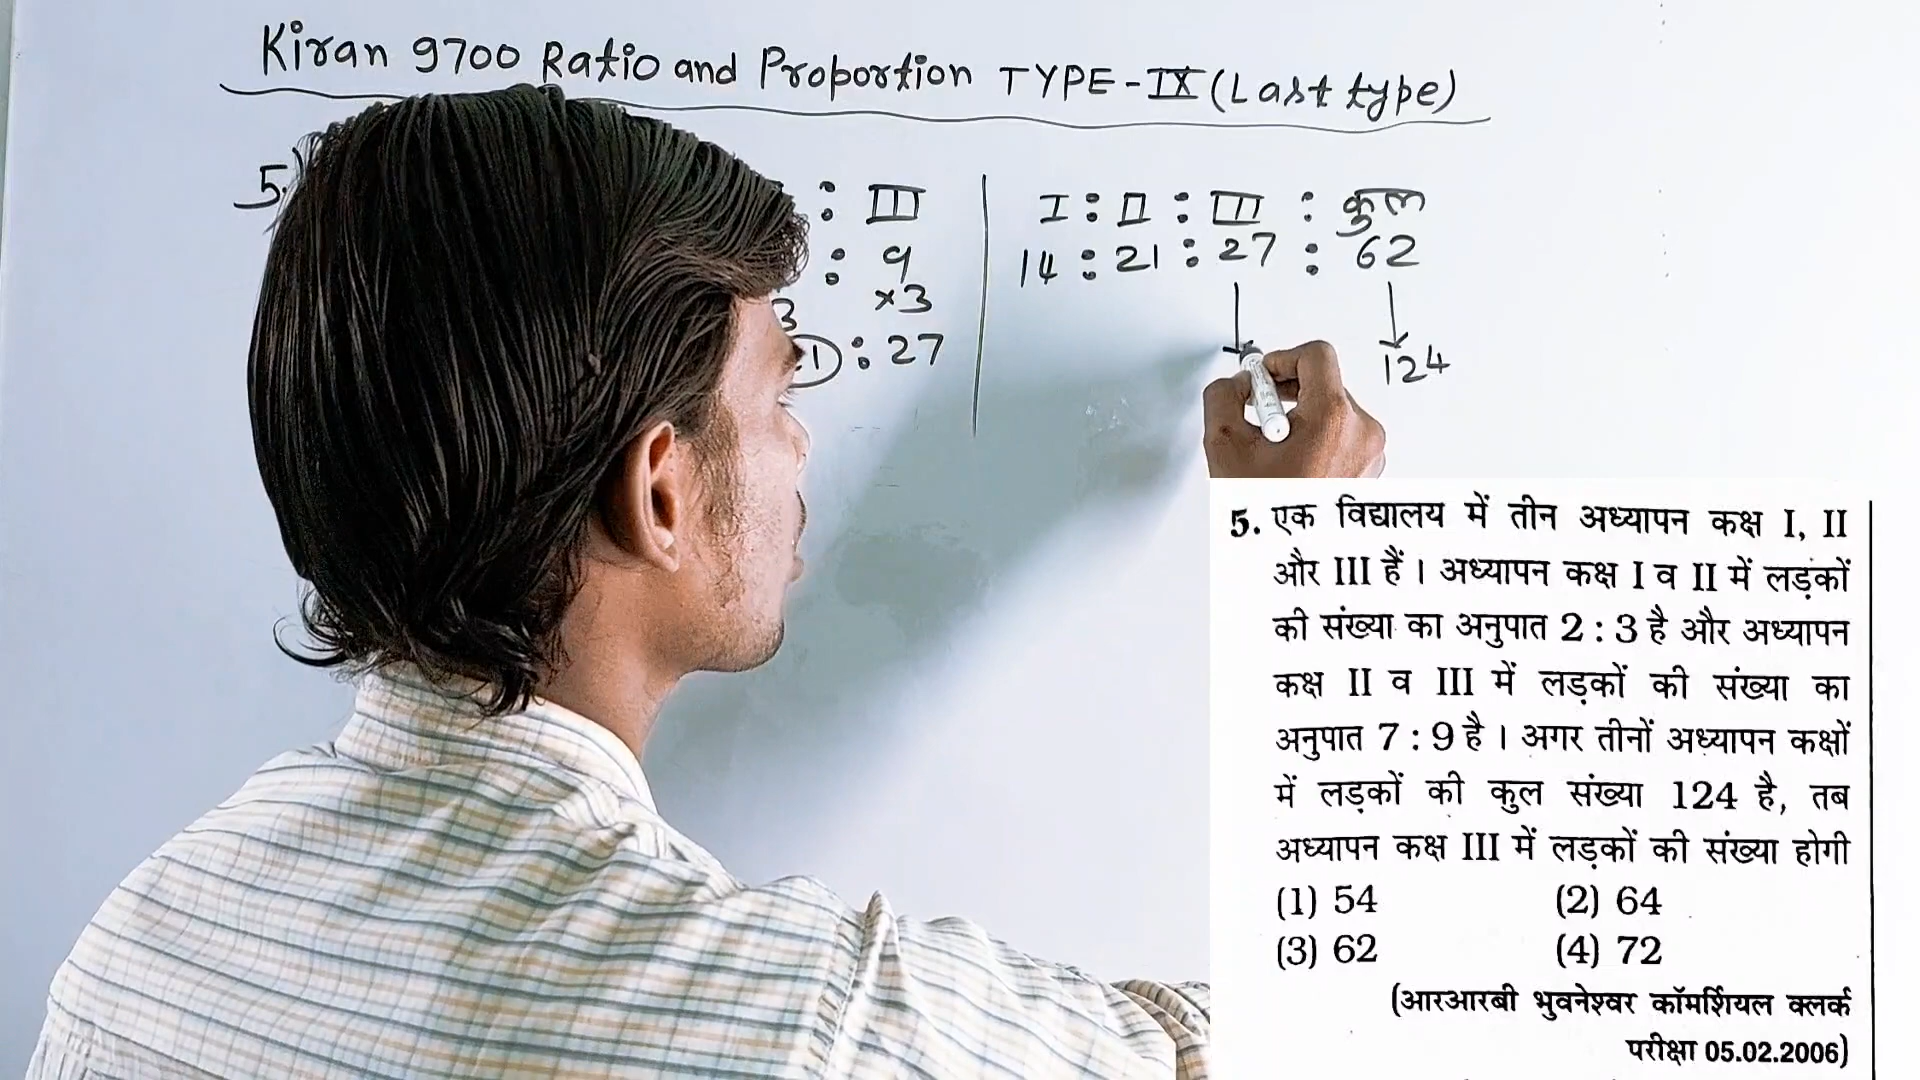 Kiran 9700 Ratio and Proportion TYPE-IX (Last type)
5.
: III
: 9
3 ×3
: 27
I : II : III : कुल
14 : 21 : 27 : 62
124
5. एक विद्यालय में तीन अध्यापन कक्ष I, II
और III हैं । अध्यापन कक्ष I व II में लड़कों
की संख्या का अनुपात 2 : 3 है और अध्यापन
कक्ष II व III में लड़कों की संख्या का
अनुपात 7 : 9 है । अगर तीनों अध्यापन कक्षों
में लड़कों की कुल संख्या 124 है, तब
अध्यापन कक्ष III में लड़कों की संख्या होगी
(1) 54 (2) 64
(3) 62 (4) 72
(आरआरबी भुवनेश्वर कॉमर्शियल क्लर्क
परीक्षा 05.02.2006)